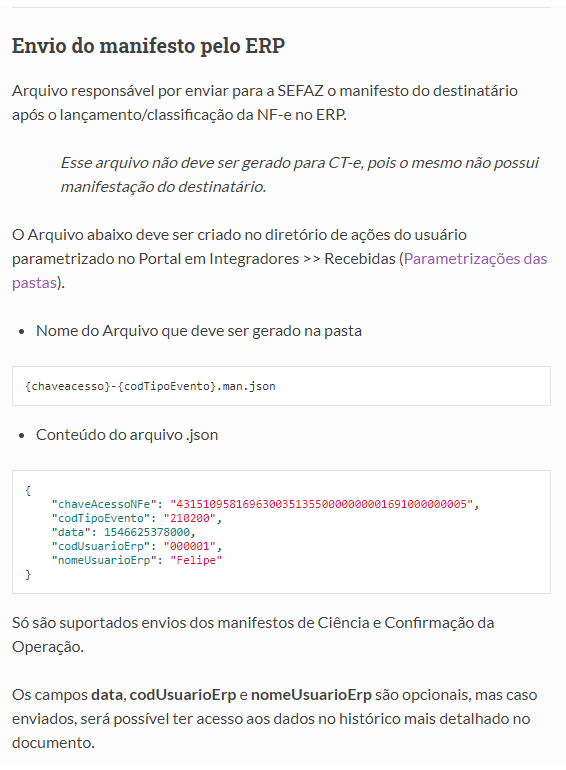 Envio do manifesto pelo ERP
Arquivo responsável por enviar para a SEFAZ o manifesto do destinatário
após o lançamento/classificação da NF-e no ERP.
Esse arquivo não deve ser gerado para CT-e, pois o mesmo não possui
manifestação do destinatário.
O Arquivo abaixo deve ser criado no diretório de ações do usuário
parametrizado no Portal em Integradores >> Recebidas (Parametrizações das
pastas).
• Nome do Arquivo que deve ser gerado na pasta
{chaveacesso}-{codTipoEvento}.man.json
• Conteúdo do arquivo .json
{
"chaveAcessoNFe": "43151095816963003513550000000001691000000005",
"codTipoEvento": "210200",
"data": 1546625378000,
"codUsuarioErp": "000001",
"nomeUsuarioErp": "Felipe"
}
Só são suportados envios dos manifestos de Ciência e Confirmação da
Operação.
Os campos data, codUsuarioErp e nomeUsuarioErp são opcionais, mas caso
enviados, será possível ter acesso aos dados no histórico mais detalhado no
documento.